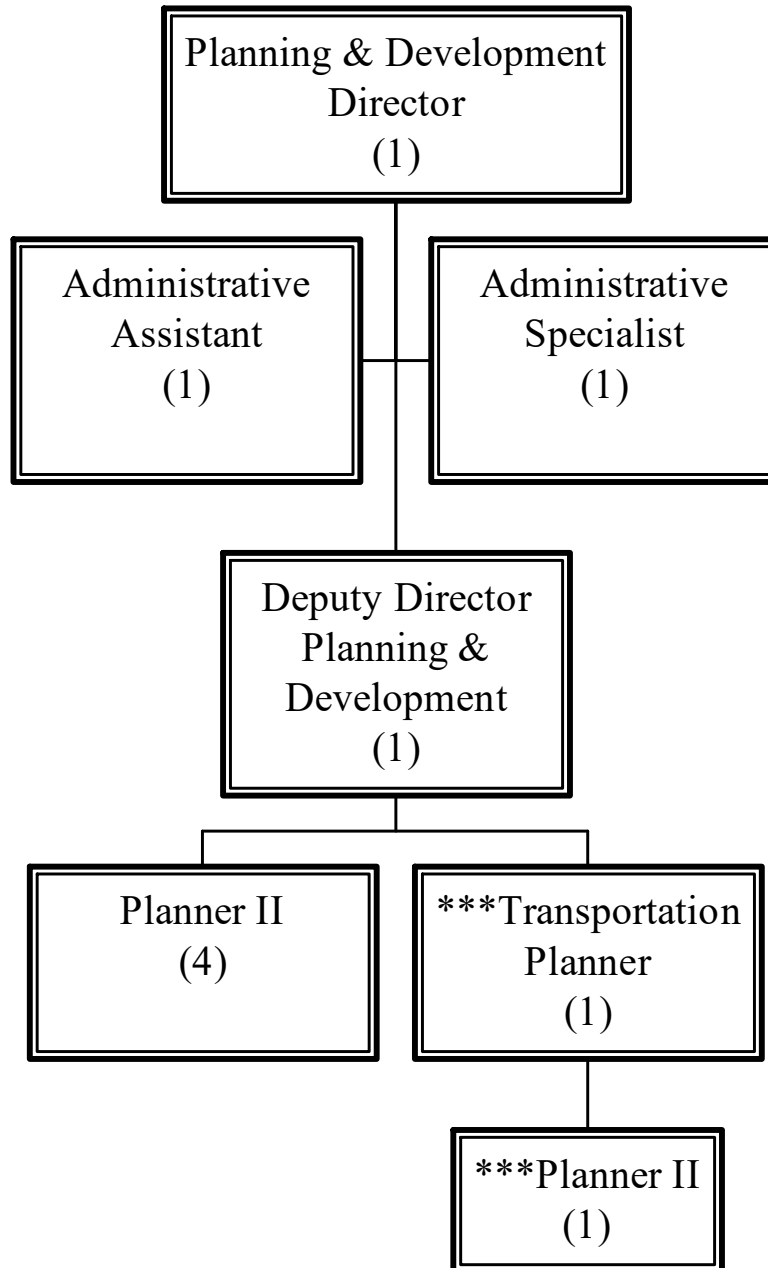 Planning & Development
Director
(1)
Administrative
Assistant
(1)
Administrative
Specialist
(1)
Deputy Director
Planning &
Development
(1)
Planner II
(4)
***Transportation
Planner
(1)
***Planner II
(1)